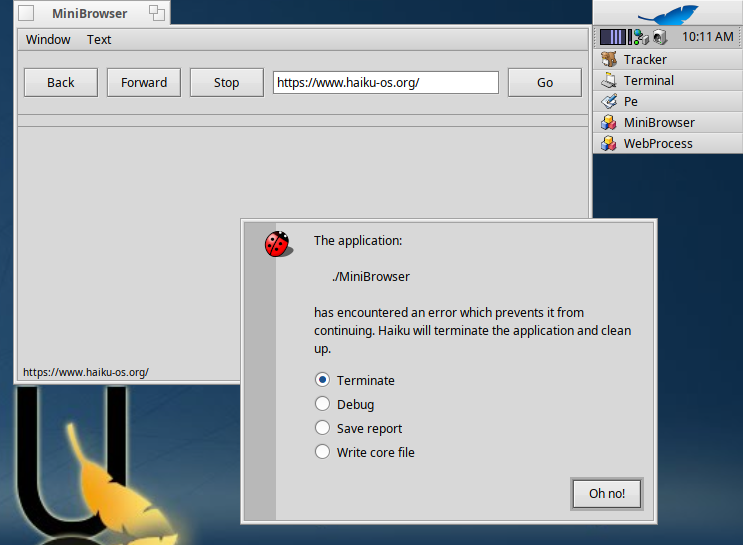 MiniBrowser
Window Text
Back Forward Stop https://www.haiku-os.org/ Go
https://www.haiku-os.org/
10:11 AM
Tracker
Terminal
Pe
MiniBrowser
WebProcess
The application:
./MiniBrowser
has encountered an error which prevents it from
continuing. Haiku will terminate the application and clean
up.
Terminate
Debug
Save report
Write core file
Oh no!